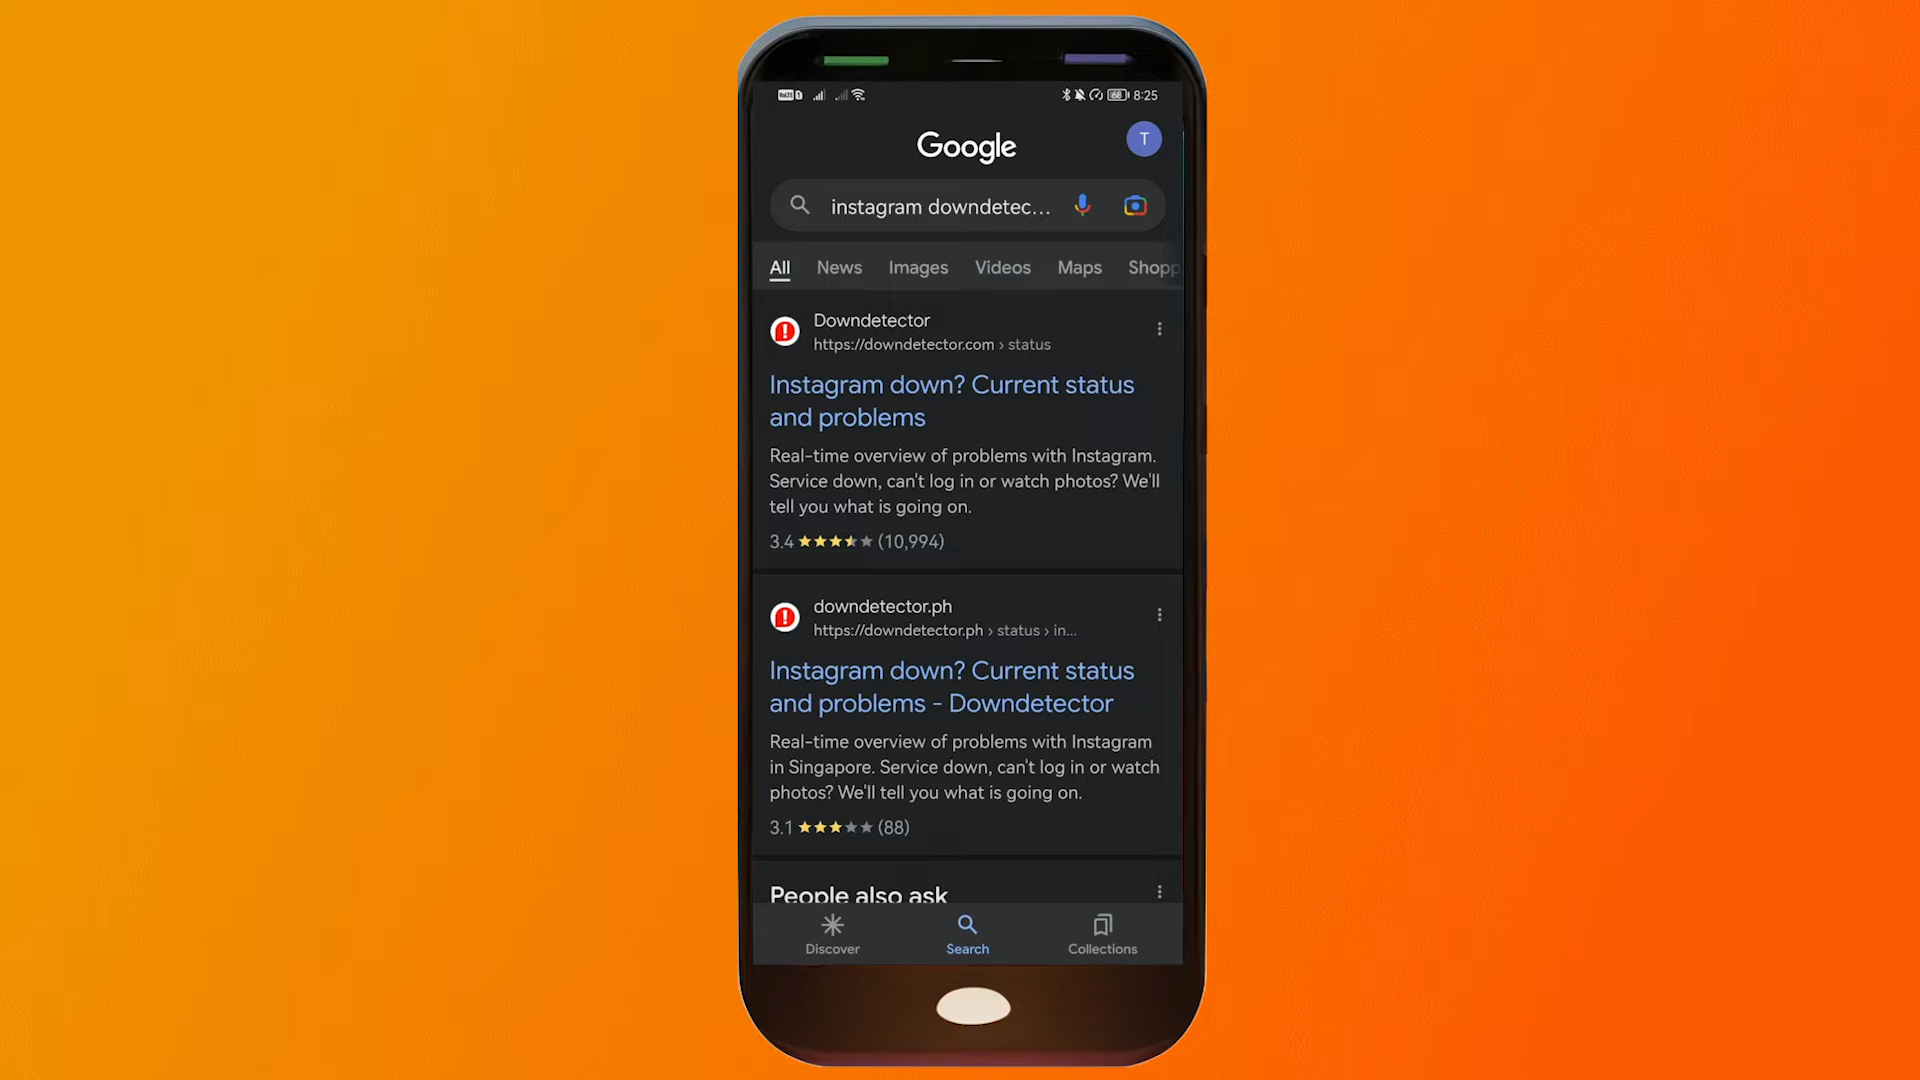 VoLTE 1
68 8:25
Google
T
instagram downdetec...
All News Images Videos Maps Shopp
Downdetector
https://downdetector.com › status
Instagram down? Current status
and problems
Real-time overview of problems with Instagram.
Service down, can't log in or watch photos? We'll
tell you what is going on.
3.4 (10,994)
downdetector.ph
https://downdetector.ph › status › in...
Instagram down? Current status
and problems - Downdetector
Real-time overview of problems with Instagram
in Singapore. Service down, can't log in or watch
photos? We'll tell you what is going on.
3.1 (88)
People also ask
Discover Search Collections